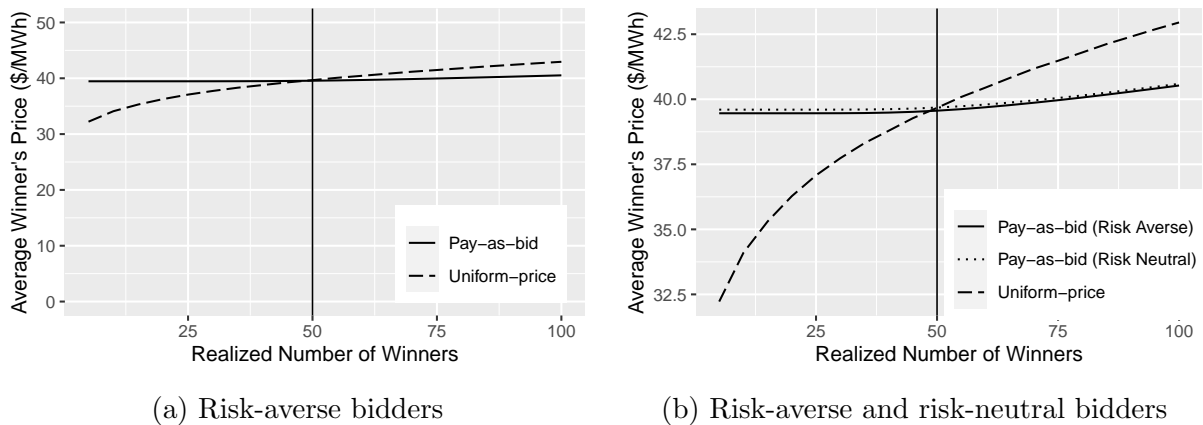 Average Winner's Price ($/MWh)
50
40
30
20
10
0
25
50
75
100
Realized Number of Winners
Pay−as−bid
Uniform−price
(a) Risk-averse bidders
Average Winner's Price ($/MWh)
42.5
40.0
37.5
35.0
32.5
25
50
75
100
Realized Number of Winners
Pay−as−bid (Risk Averse)
Pay−as−bid (Risk Neutral)
Uniform−price
(b) Risk-averse and risk-neutral bidders